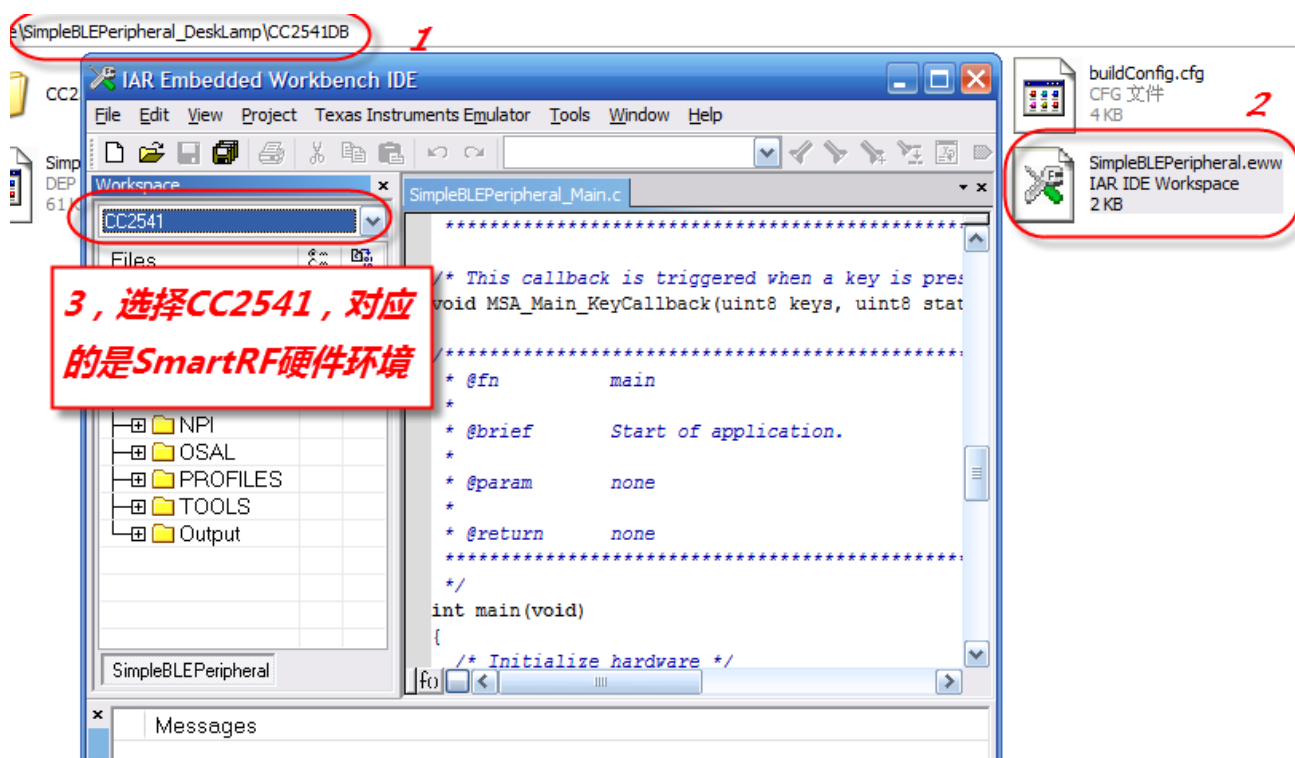 e\SimpleBLEPeripheral_DeskLamp\CC2541DB
1
IAR Embedded Workbench IDE
buildConfig.cfg
CFG 文件
4 KB
2
CC2
File Edit View Project Texas Instruments Emulator Tools Window Help
Simp
DEP
61 K
SimpleBLEPeripheral.eww
IAR IDE Workspace
2 KB
Workspace
SimpleBLEPeripheral_Main.c
CC2541
Files
3，选择CC2541，对应
的是SmartRF硬件环境
NPI
OSAL
PROFILES
TOOLS
Output
SimpleBLEPeripheral
*************************************************
/* This callback is triggered when a key is pres
void MSA_Main_KeyCallback(uint8 keys, uint8 stat
/*************************************************
* @fn main
*
* @brief Start of application.
*
* @param none
*
* @return none
*************************************************
*/
int main(void)
{
/* Initialize hardware */
f()
Messages